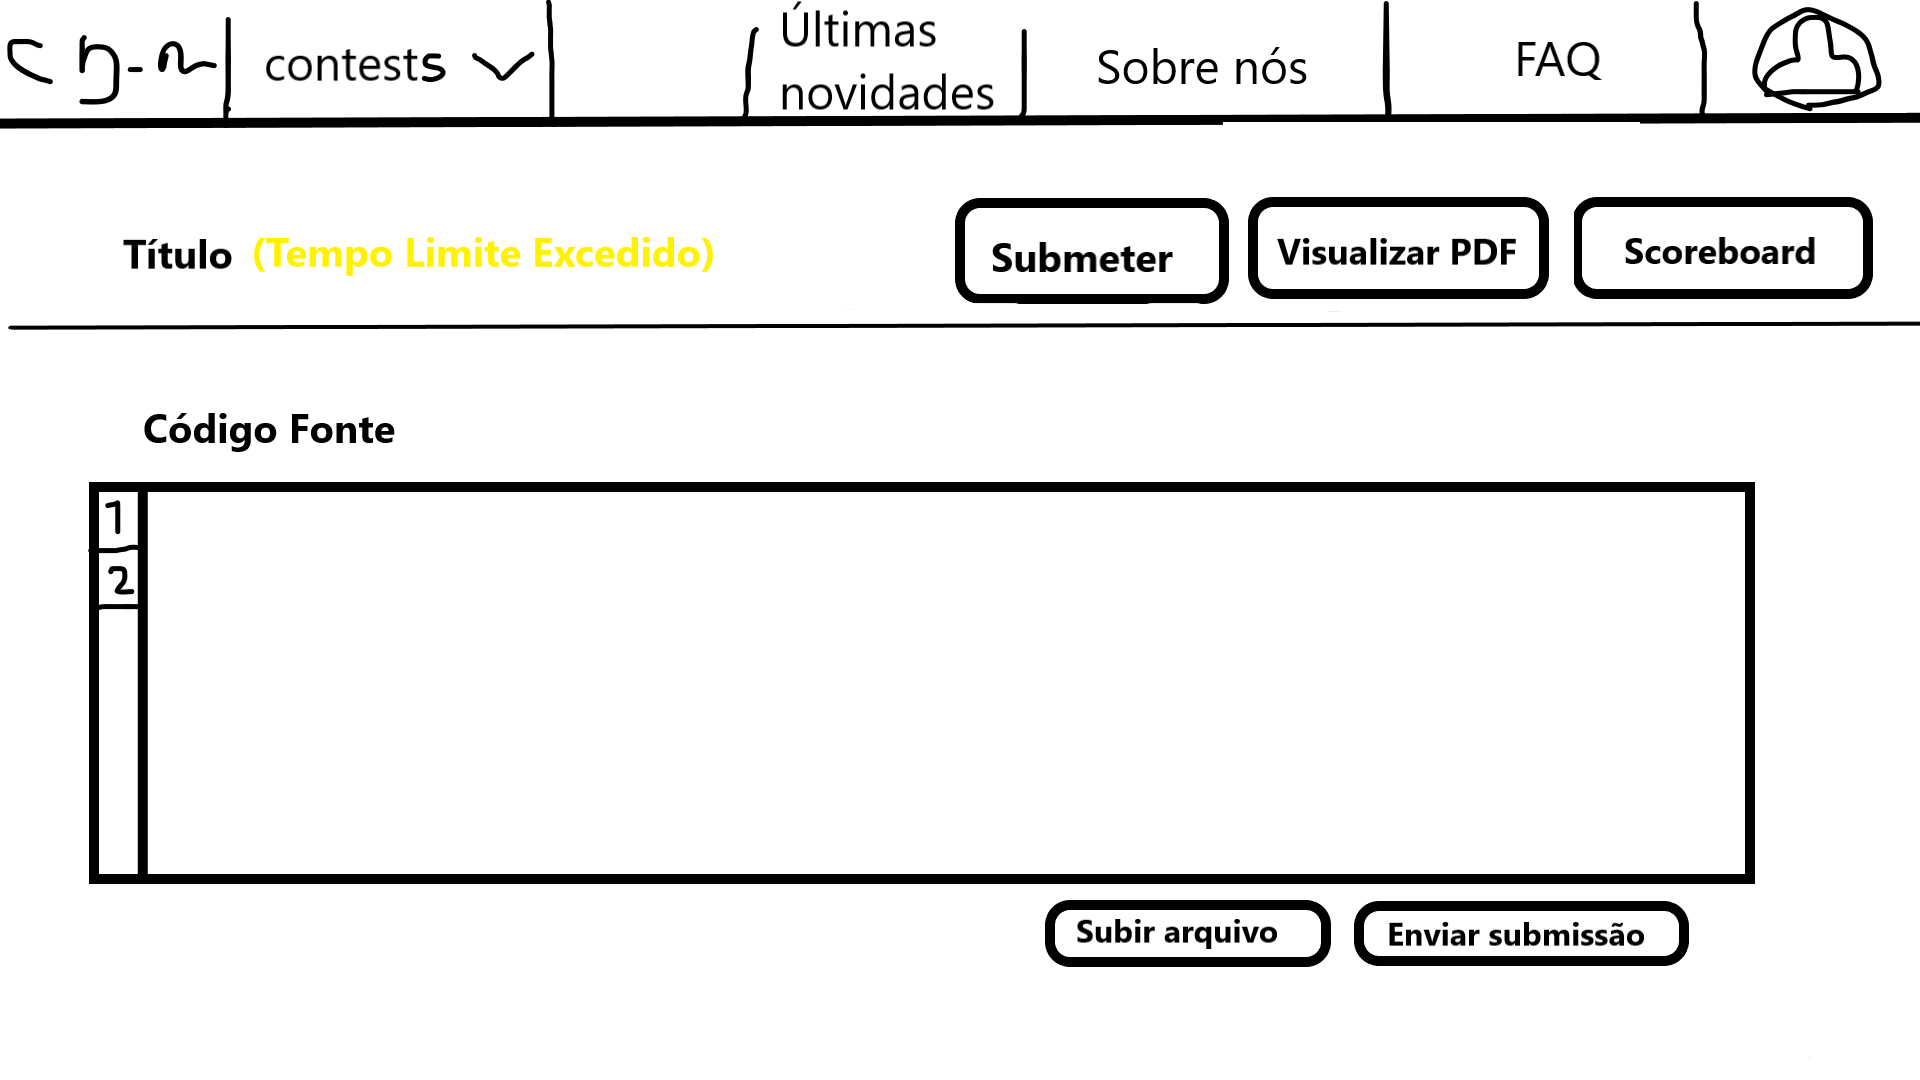 contests
Últimas
novidades
Sobre nós
FAQ
Título (Tempo Limite Excedido)
Submeter
Visualizar PDF
Scoreboard
Código Fonte
1
2
Subir arquivo
Enviar submissão